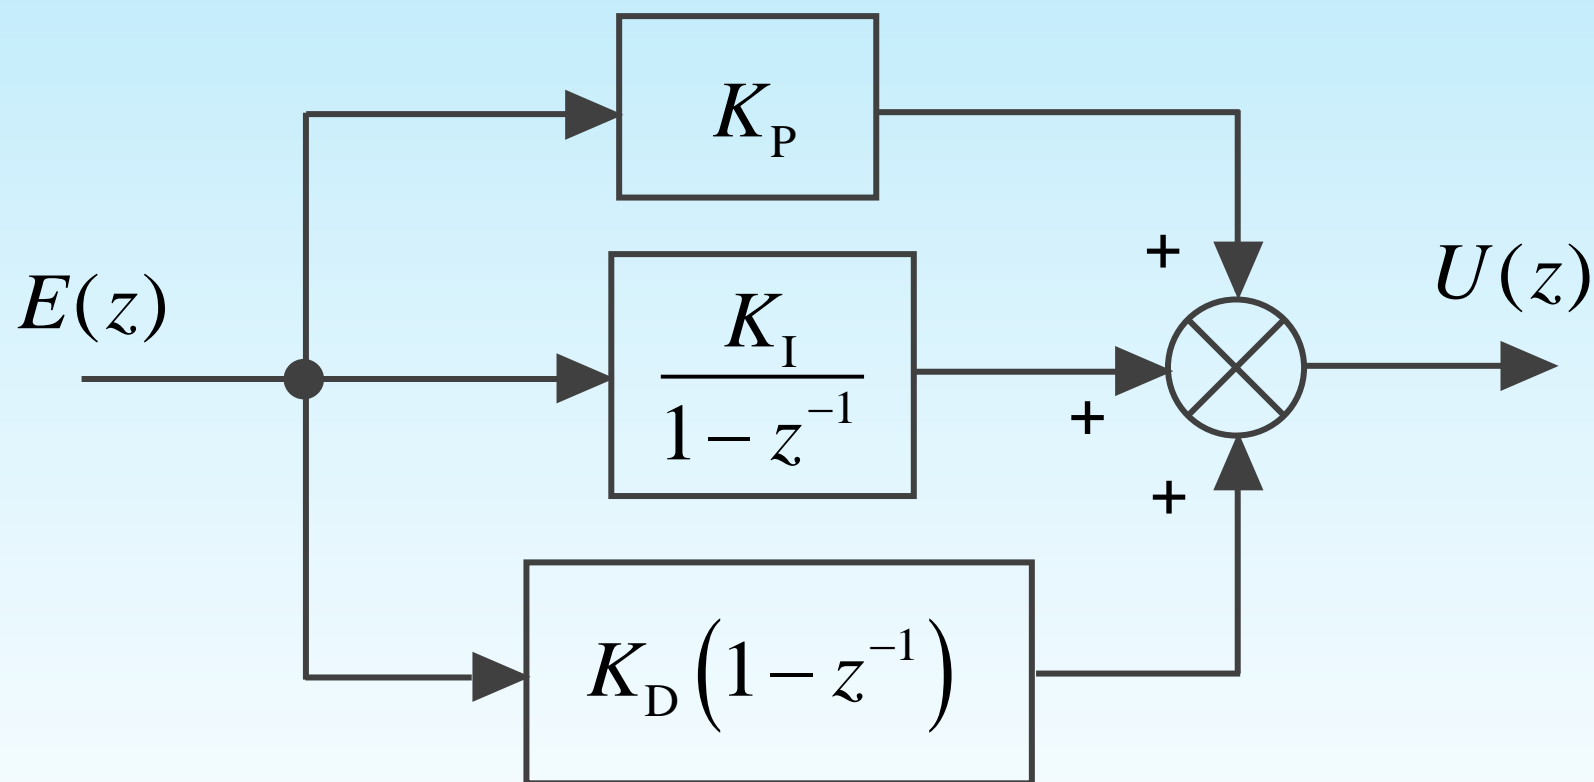 K_P
+
E(z)
U(z)
K_I
1 − z^{−1}
+
+
K_D (1 − z^{−1})